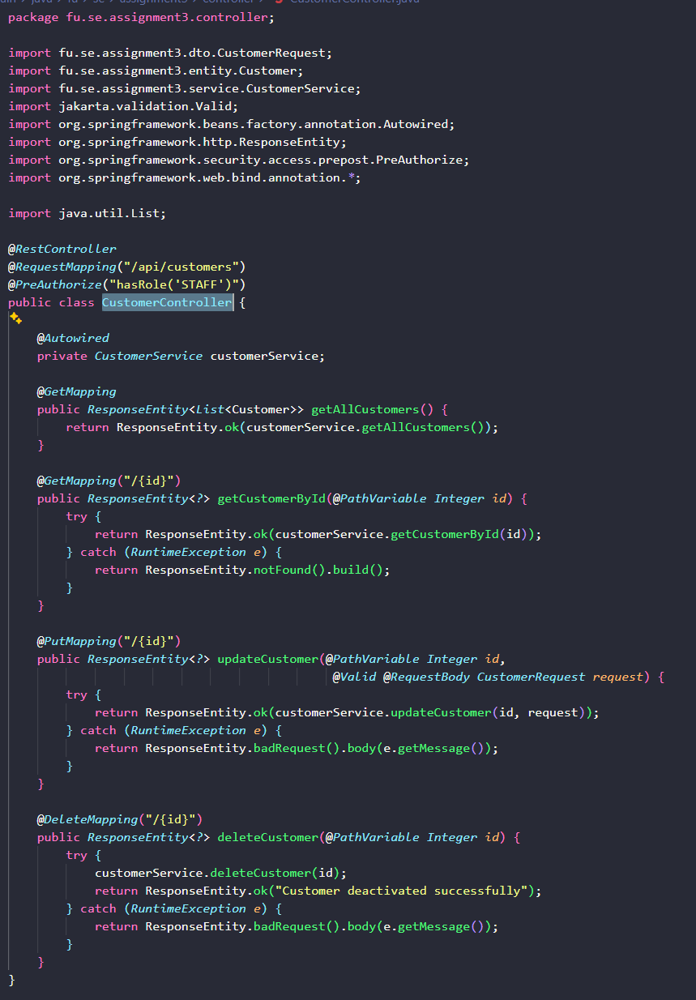 ain > java > fu > se > assignment3 > controller > CustomerController.java
package fu.se.assignment3.controller;
import fu.se.assignment3.dto.CustomerRequest;
import fu.se.assignment3.entity.Customer;
import fu.se.assignment3.service.CustomerService;
import jakarta.validation.Valid;
import org.springframework.beans.factory.annotation.Autowired;
import org.springframework.http.ResponseEntity;
import org.springframework.security.access.prepost.PreAuthorize;
import org.springframework.web.bind.annotation.*;
import java.util.List;
@RestController
@RequestMapping("/api/customers")
@PreAuthorize("hasRole('STAFF')")
public class CustomerController {
@Autowired
private CustomerService customerService;
@GetMapping
public ResponseEntity<List<Customer>> getAllCustomers() {
return ResponseEntity.ok(customerService.getAllCustomers());
}
@GetMapping("/{id}")
public ResponseEntity<?> getCustomerById(@PathVariable Integer id) {
try {
return ResponseEntity.ok(customerService.getCustomerById(id));
} catch (RuntimeException e) {
return ResponseEntity.notFound().build();
}
}
@PutMapping("/{id}")
public ResponseEntity<?> updateCustomer(@PathVariable Integer id,
@Valid @RequestBody CustomerRequest request) {
try {
return ResponseEntity.ok(customerService.updateCustomer(id, request));
} catch (RuntimeException e) {
return ResponseEntity.badRequest().body(e.getMessage());
}
}
@DeleteMapping("/{id}")
public ResponseEntity<?> deleteCustomer(@PathVariable Integer id) {
try {
customerService.deleteCustomer(id);
return ResponseEntity.ok("Customer deactivated successfully");
} catch (RuntimeException e) {
return ResponseEntity.badRequest().body(e.getMessage());
}
}
}